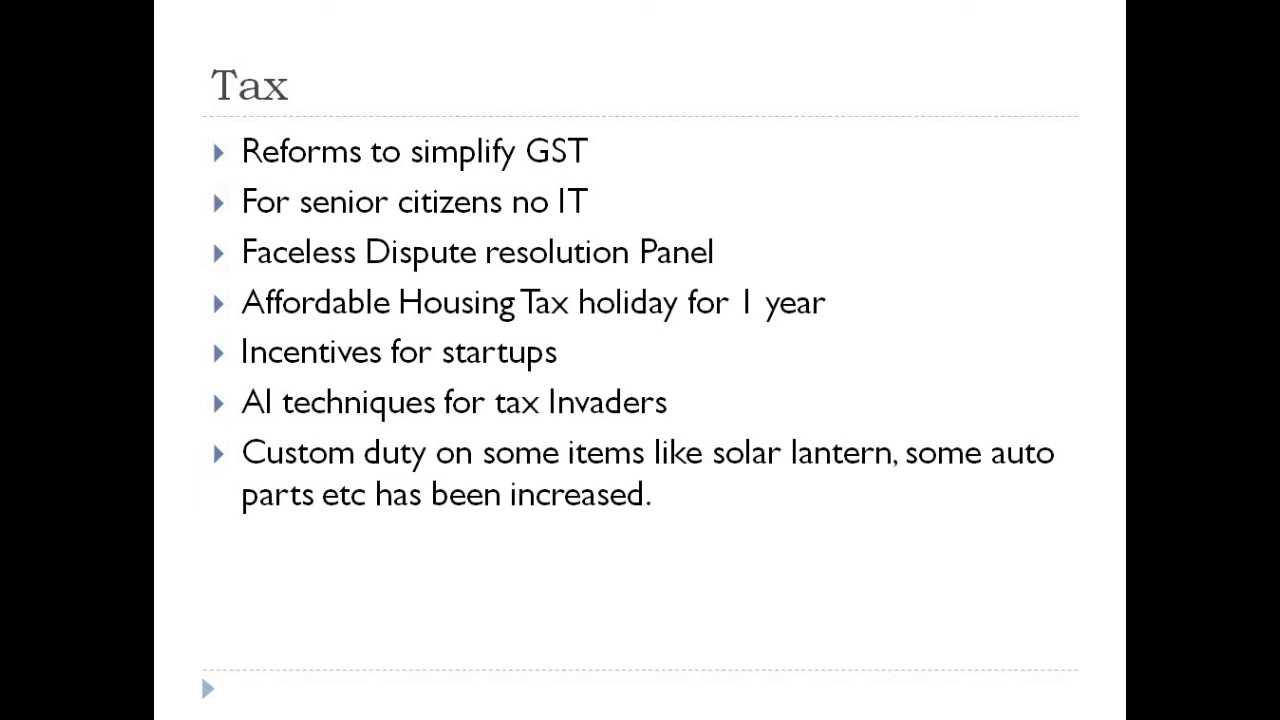 Tax
Reforms to simplify GST
For senior citizens no IT
Faceless Dispute resolution Panel
Affordable Housing Tax holiday for 1 year
Incentives for startups
AI techniques for tax Invaders
Custom duty on some items like solar lantern, some auto
parts etc has been increased.